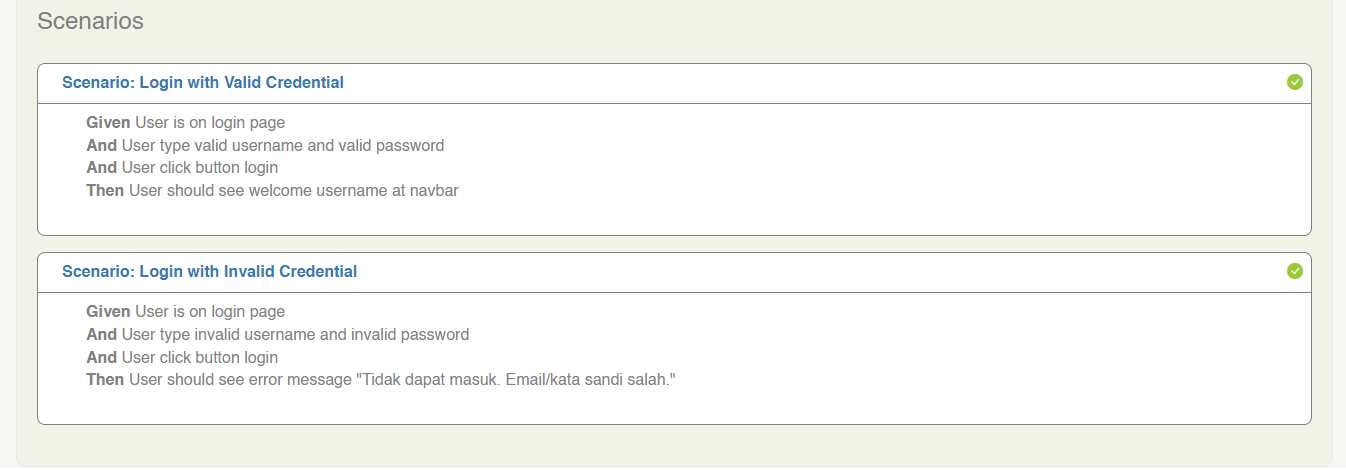 Scenarios
Scenario: Login with Valid Credential
Given User is on login page
And User type valid username and valid password
And User click button login
Then User should see welcome username at navbar
Scenario: Login with Invalid Credential
Given User is on login page
And User type invalid username and invalid password
And User click button login
Then User should see error message "Tidak dapat masuk. Email/kata sandi salah."